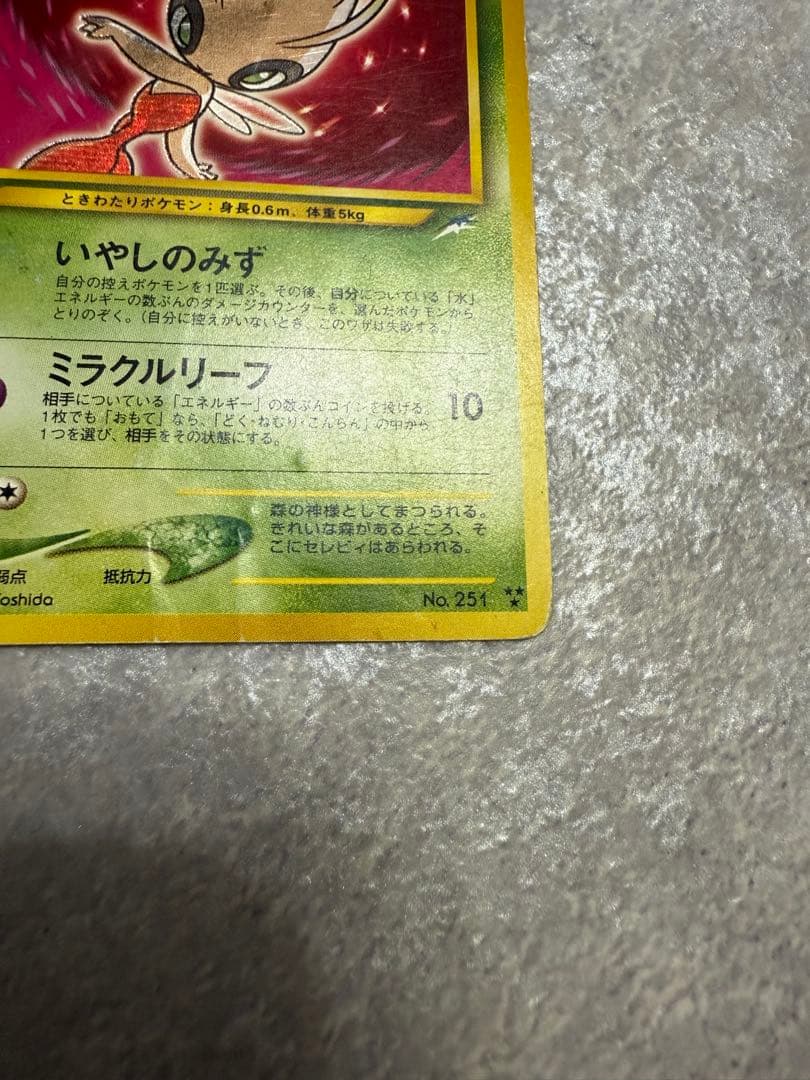 ときわたりポケモン：身長0.6m、体重5kg
いやしのみず
自分の控えポケモンを1匹選ぶ。その後、自分についている「水」
エネルギーの数ぶんのダメージカウンターを、選んだポケモンから
とりのぞく。（自分に控えがいないとき、このワザは失敗する。）
ミラクルリーフ
10
相手についている「エネルギー」の数ぶんコインを投げる。
1枚でも「おもて」なら、「どく・ねむり・こんらん」の中から
1つを選び、相手をその状態にする。
森の神様としてまつられる。
きれいな森があるところ、そ
こにセレビィはあらわれる。
弱点 抵抗力
oshida
No. 251 ★★★